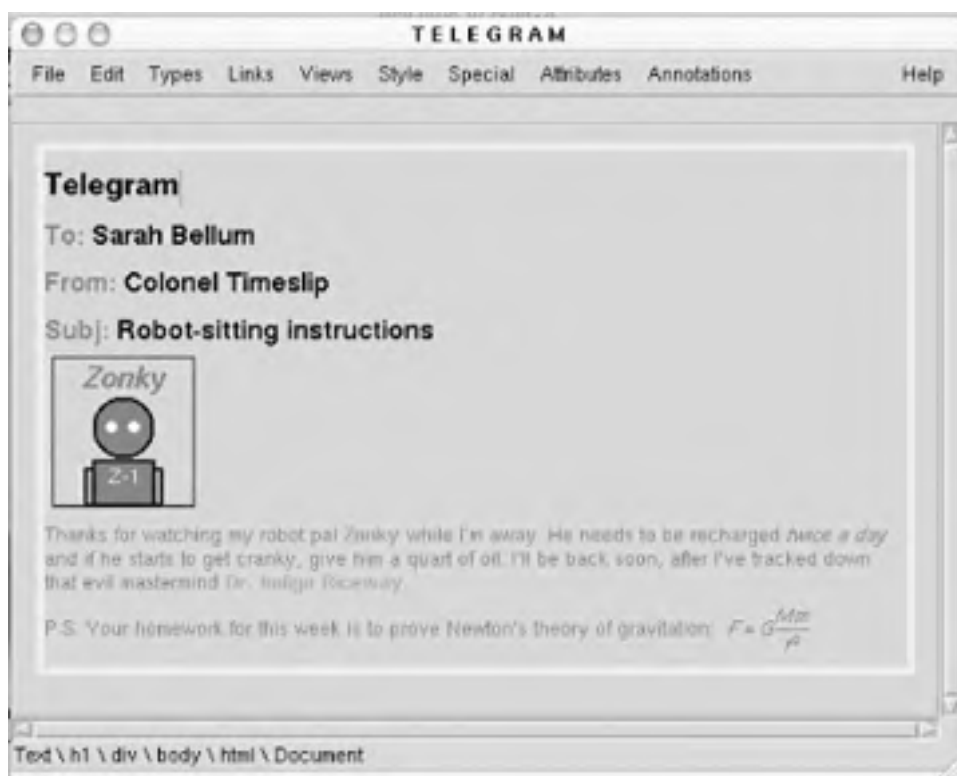 TELEGRAM
File Edit Types Links Views Style Special Attributes Annotations Help
Telegram
To: Sarah Bellum
From: Colonel Timeslip
Subj: Robot-sitting instructions
Zonky
Z-1
Thanks for watching my robot pal Zonky while I'm away. He needs to be recharged twice a day
and if he starts to get cranky, give him a quart of oil. I'll be back soon, after I've tracked down
that evil mastermind Dr. Indigo Riceway.
P.S. Your homework for this week is to prove Newton's theory of gravitation: F = G
Text \ h1 \ div \ body \ html \ Document